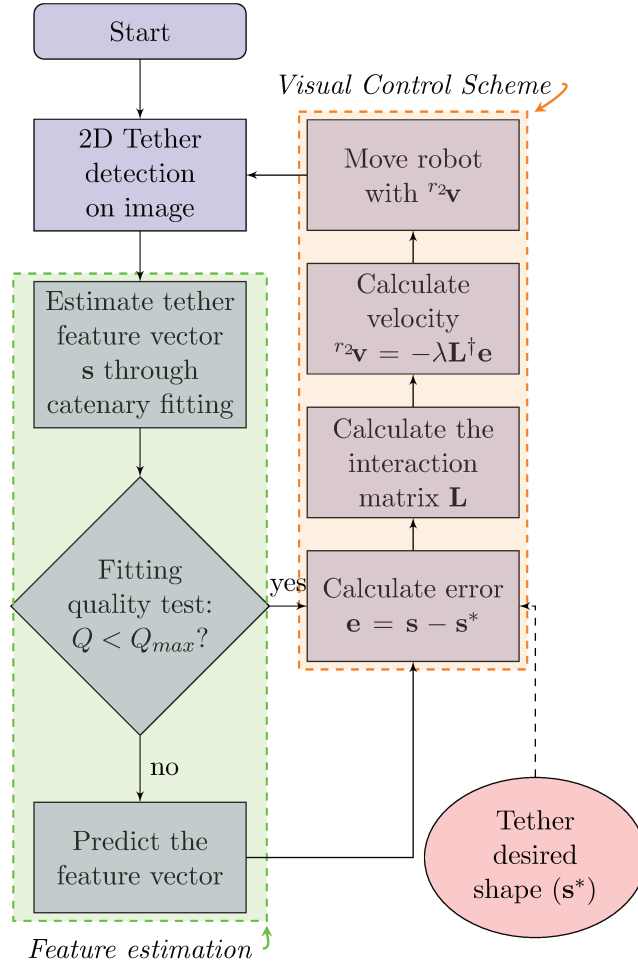 Start
Visual Control Scheme
2D Tether
detection
on image
Move robot
with ʳ²𝐯
Estimate tether
feature vector
𝐬 through
catenary fitting
Calculate
velocity
ʳ²𝐯 = −λ𝐋†𝐞
Calculate the
interaction
matrix 𝐋
Fitting
quality test:
Q < Qₘₐₓ?
yes
Calculate error
𝐞 = 𝐬 − 𝐬*
no
Predict the
feature vector
Tether
desired
shape (𝐬*)
Feature estimation